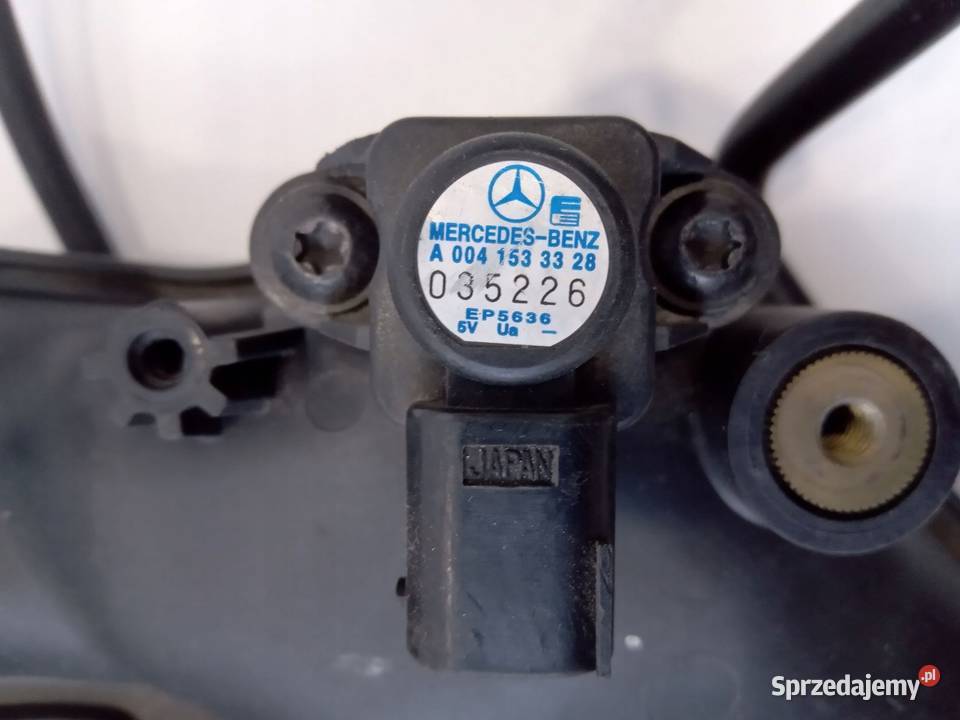 MERCEDES-BENZ
A 004 153 33 28
035226
EP5636
5V Ua –
JAPAN
Sprzedajemy.pl